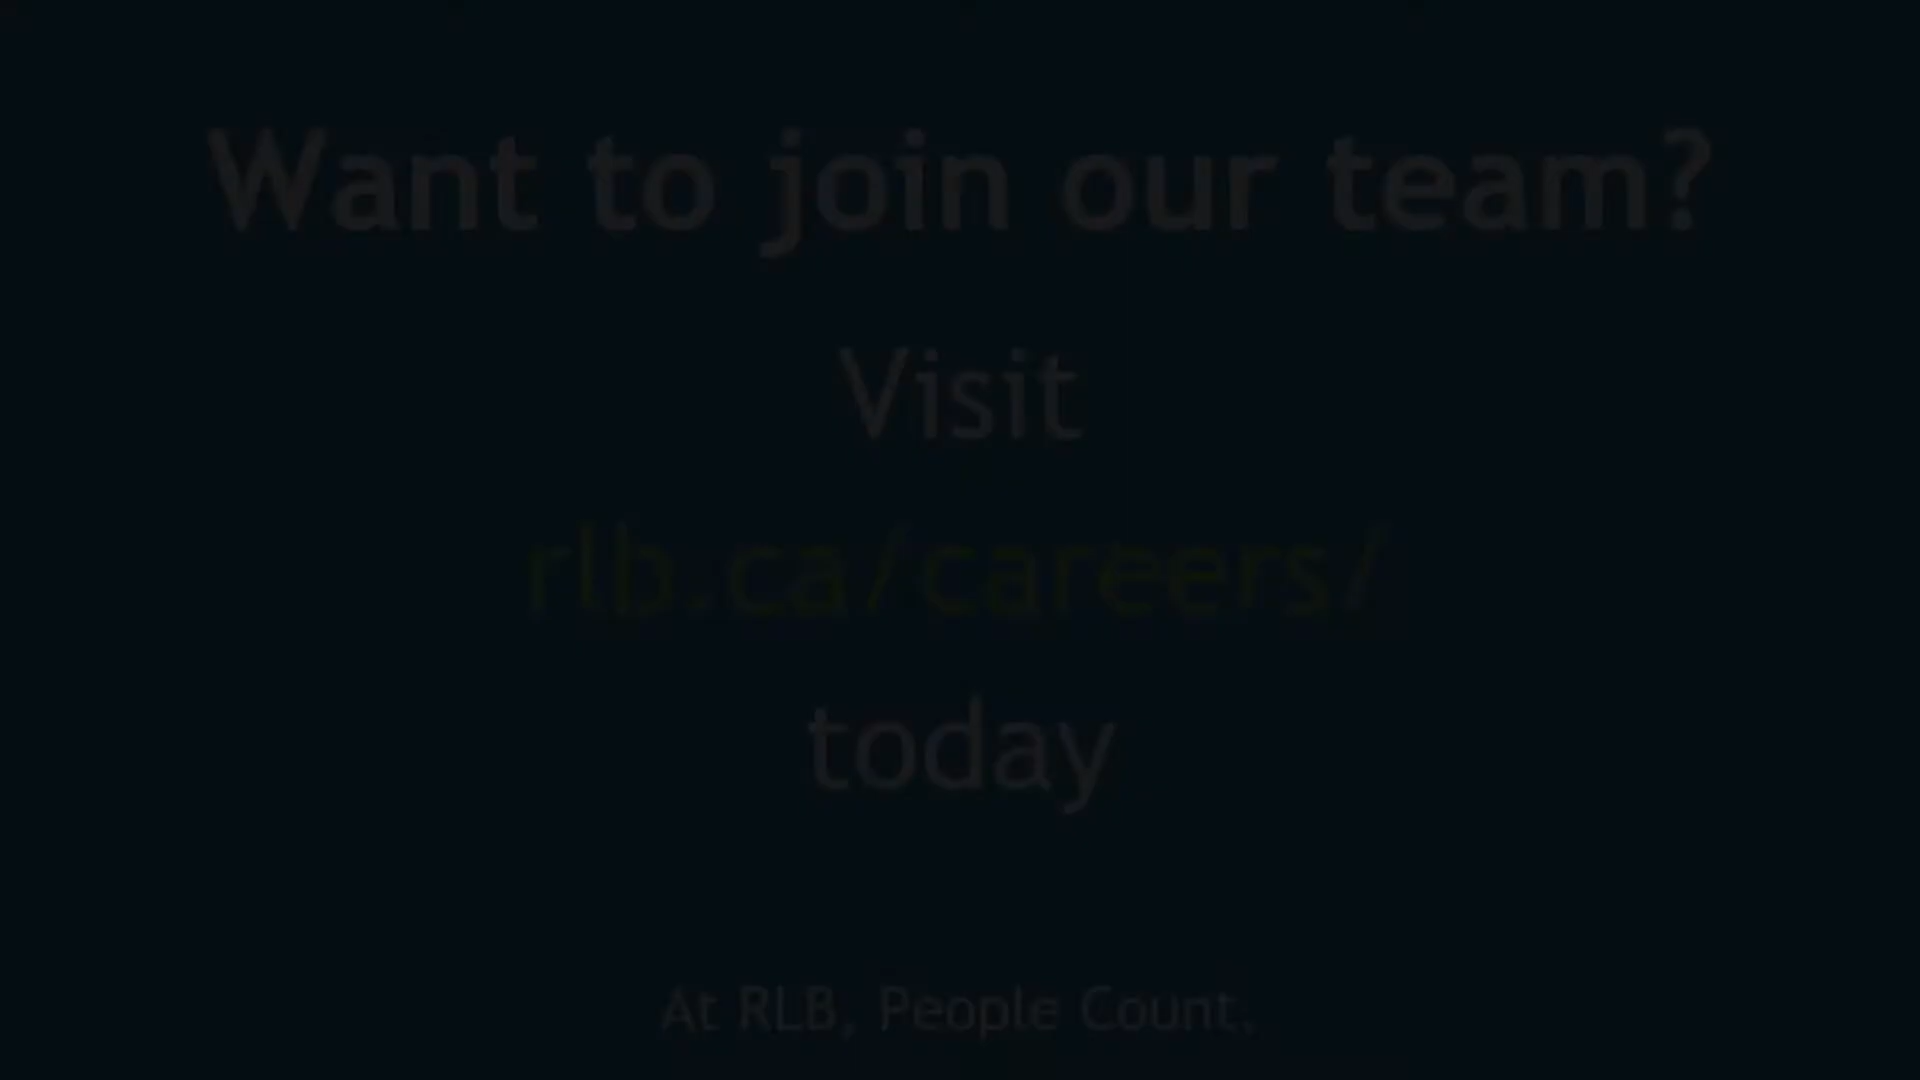 Want to join our team?
Visit
rlb.ca/careers/
today
At RLB, People Count.